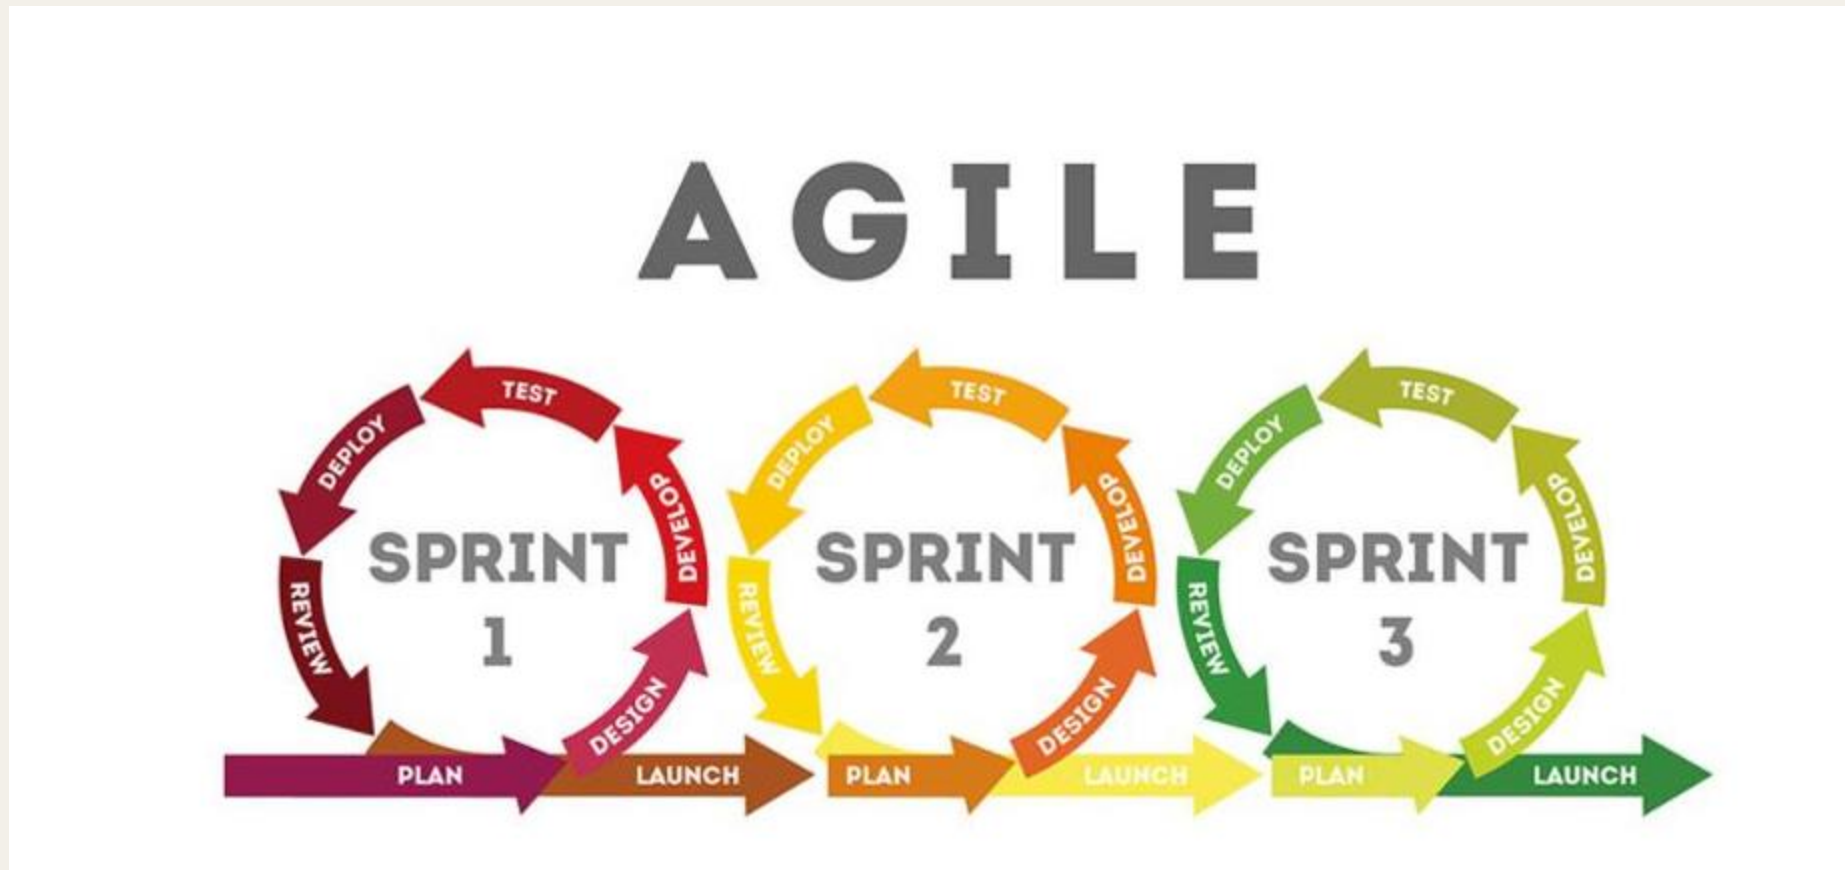 AGILE
TEST
TEST
TEST
DEPLOY
DEPLOY
DEPLOY
DEVELOP
DEVELOP
DEVELOP
SPRINT
1
SPRINT
2
SPRINT
3
REVIEW
REVIEW
REVIEW
DESIGN
DESIGN
DESIGN
PLAN
LAUNCH
PLAN
LAUNCH
PLAN
LAUNCH